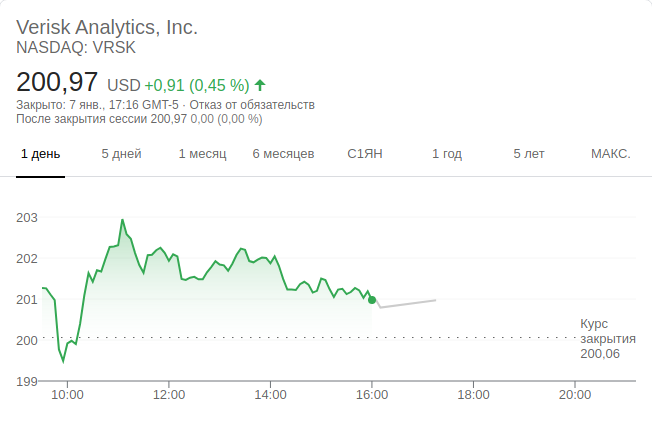 Verisk Analytics, Inc.
NASDAQ: VRSK
200,97 USD +0,91 (0,45 %) ↑
Закрыто: 7 янв., 17:16 GMT-5 · Отказ от обязательств
После закрытия сессии 200,97 0,00 (0,00 %)
1 день 5 дней 1 месяц 6 месяцев С1ЯН 1 год 5 лет МАКС.
203
202
201
200
199
Курс
закрытия
200,06
10:00 12:00 14:00 16:00 18:00 20:00